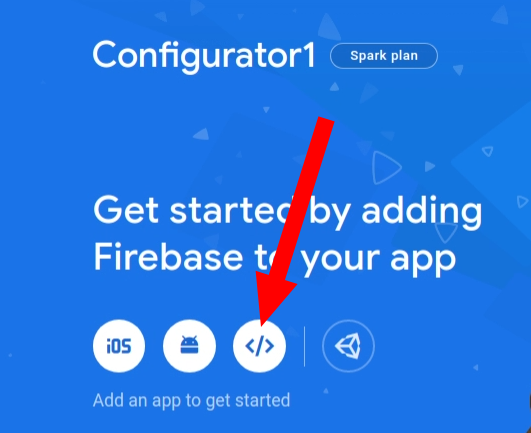 Configurator1
Spark plan
Get started by adding
Firebase to your app
iOS
</>
Add an app to get started